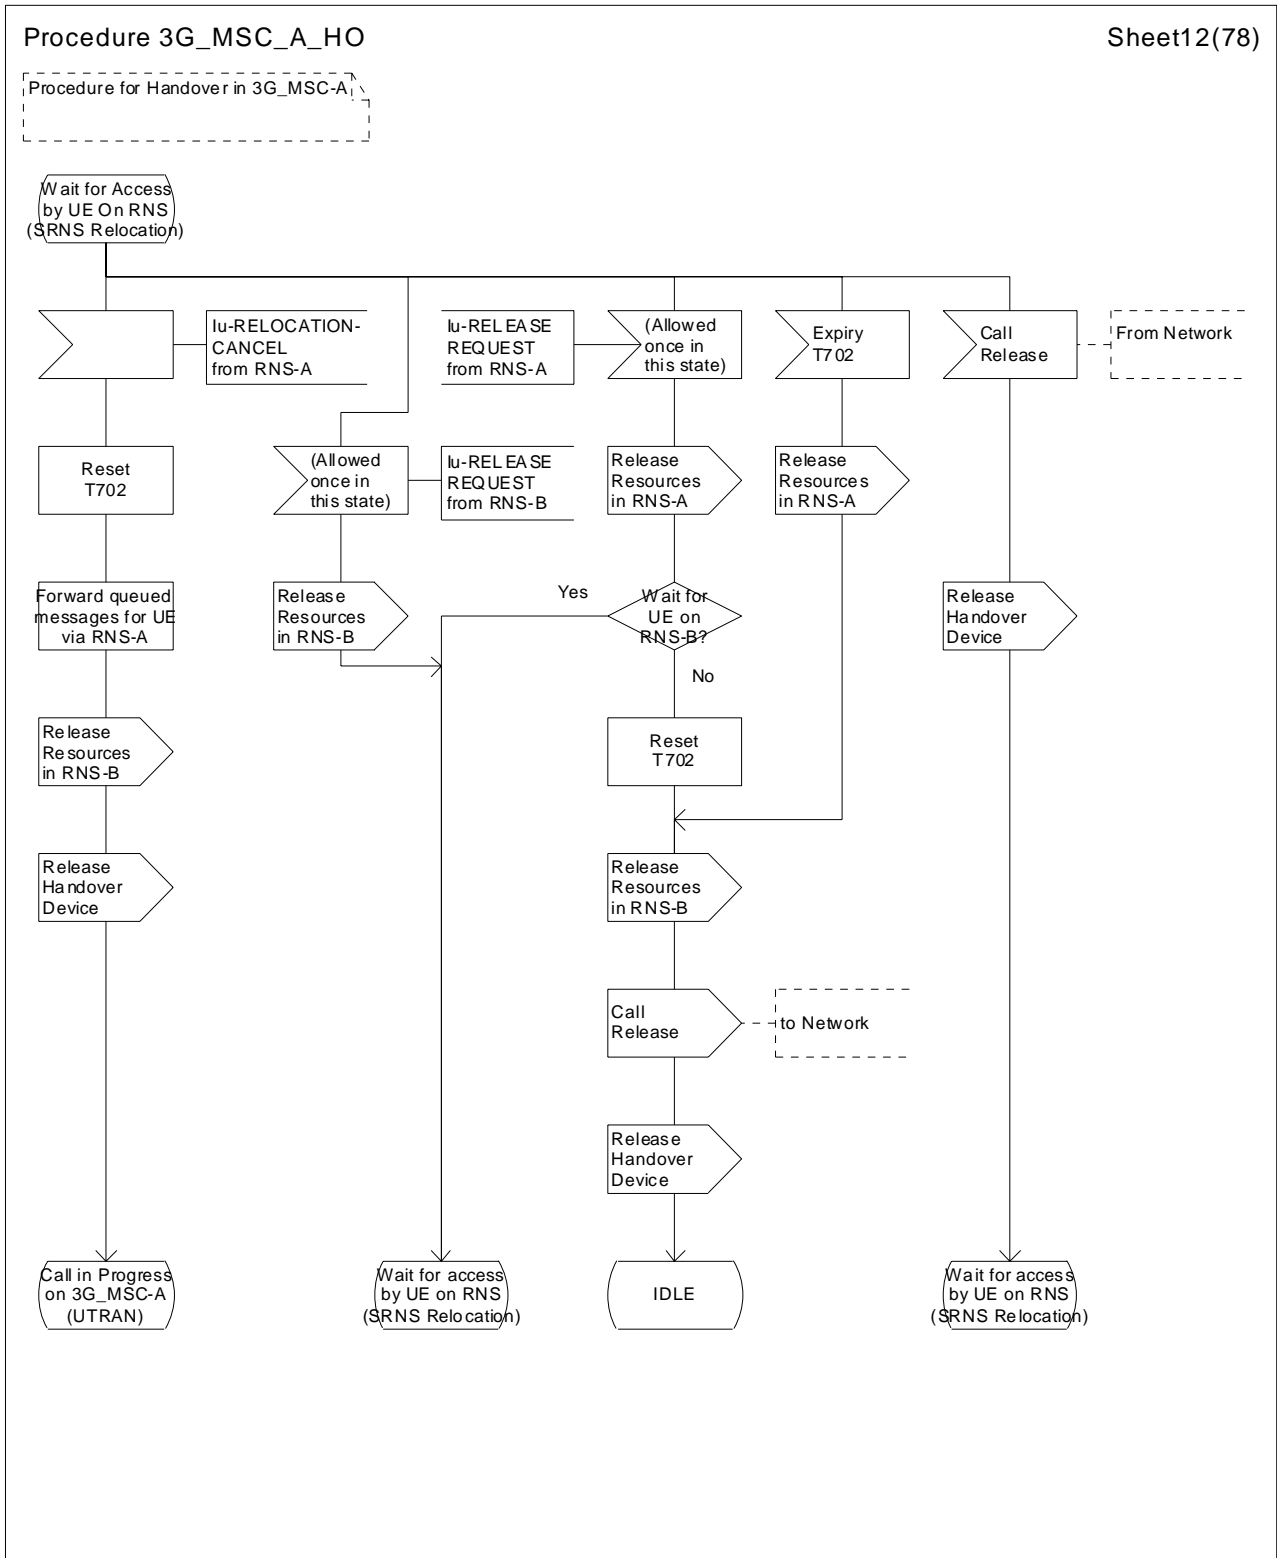 Procedure 3G_MSC_A_HO
Sheet12(78)
Procedure for Handover in 3G_MSC-A
Wait for Access
by UE On RNS
(SRNS Relocation)
Iu-RELOCATION-
CANCEL
from RNS-A
Iu-RELEASE
REQUEST
from RNS-A
(Allowed
once in
this state)
Expiry
T702
Call
Release
From Network
Reset
T702
(Allowed
once in
this state)
Iu-RELEASE
REQUEST
from RNS-B
Release
Resources
in RNS-A
Release
Resources
in RNS-A
Forward queued
messages for UE
via RNS-A
Release
Resources
in RNS-B
Yes
Wait for
UE on
RNS-B?
No
Release
Handover
Device
Release
Resources
in RNS-B
Reset
T702
Release
Handover
Device
Release
Resources
in RNS-B
Call
Release
to Network
Release
Handover
Device
Call in Progress
on 3G_MSC-A
(UTRAN)
Wait for access
by UE on RNS
(SRNS Relocation)
IDLE
Wait for access
by UE on RNS
(SRNS Relocation)